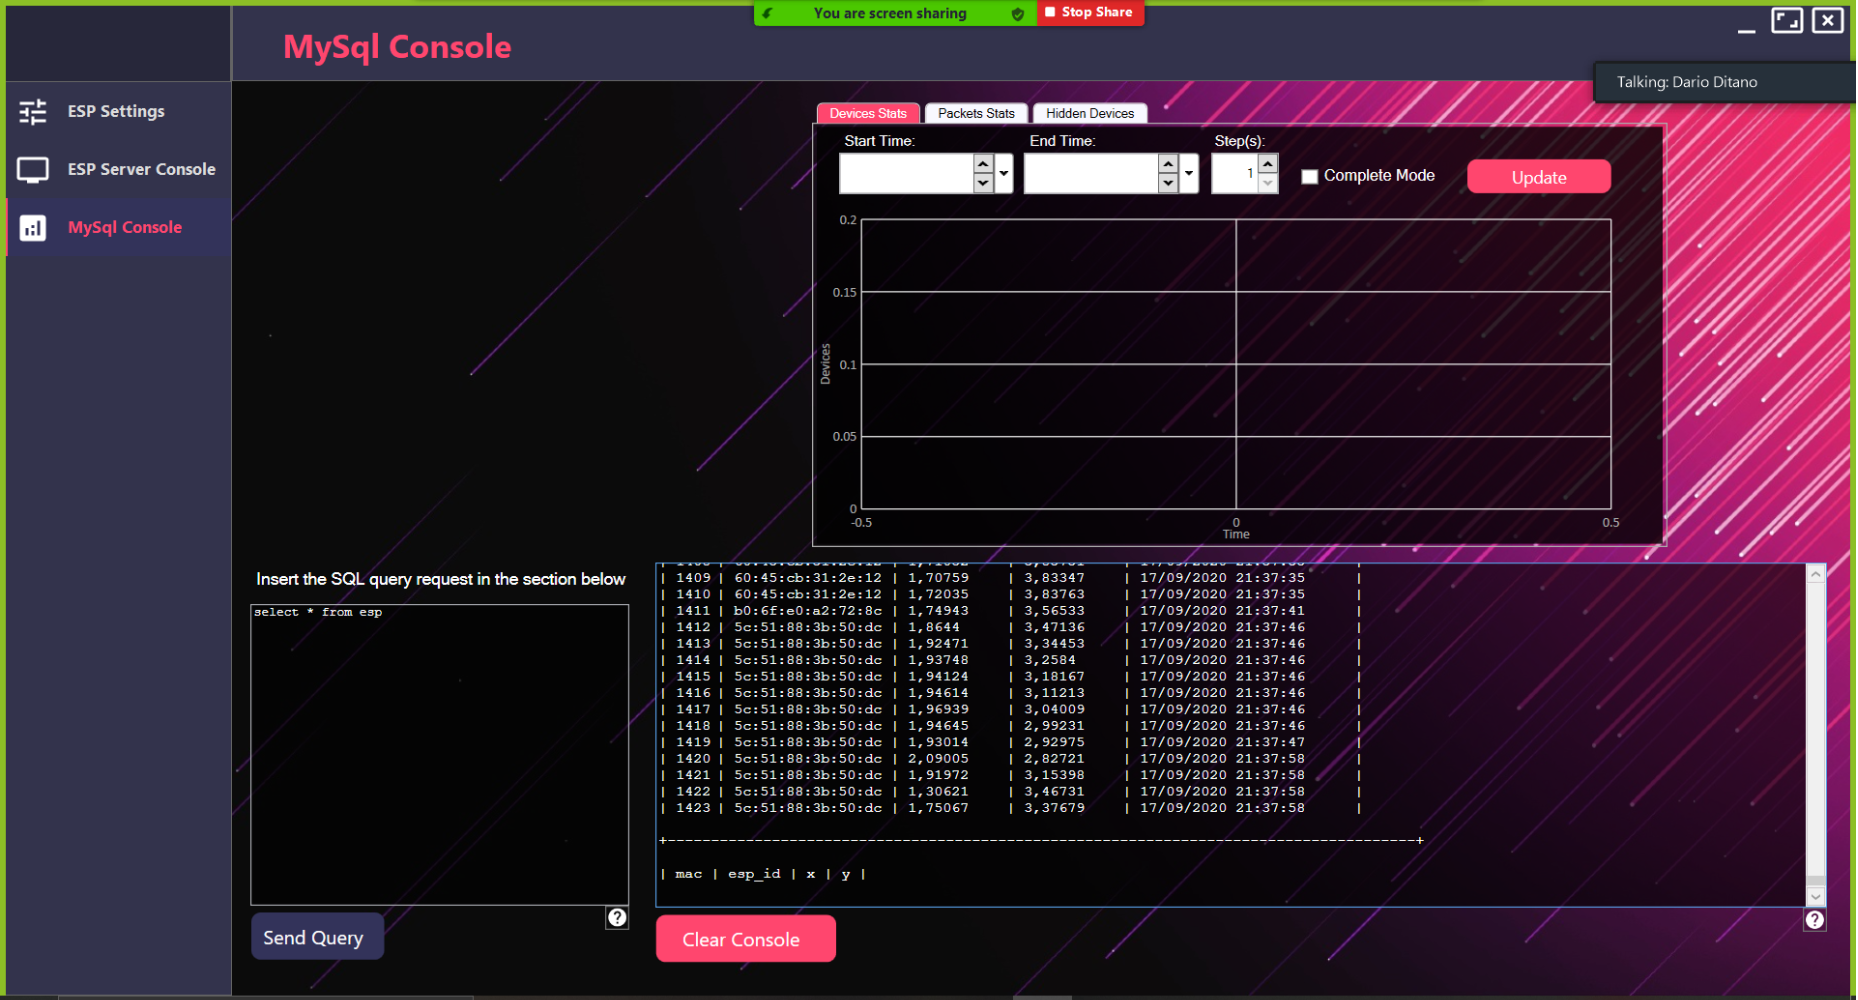 You are screen sharing
Stop Share
MySql Console
Talking: Dario Ditano
ESP Settings
ESP Server Console
MySql Console
Devices Stats
Packets Stats
Hidden Devices
Start Time:
End Time:
Step(s):
1
Complete Mode
Update
0.2
0.15
0.1
0.05
0
Devices
-0.5
0
0.5
Time
Insert the SQL query request in the section below
select * from esp
| 1409 | 60:45:cb:31:2e:12 | 1,70759 | 3,83347 | 17/09/2020 21:37:35 |
| 1410 | 60:45:cb:31:2e:12 | 1,72035 | 3,83763 | 17/09/2020 21:37:35 |
| 1411 | b0:6f:e0:a2:72:8c | 1,74943 | 3,56533 | 17/09/2020 21:37:41 |
| 1412 | 5c:51:88:3b:50:dc | 1,8644 | 3,47136 | 17/09/2020 21:37:46 |
| 1413 | 5c:51:88:3b:50:dc | 1,92471 | 3,34453 | 17/09/2020 21:37:46 |
| 1414 | 5c:51:88:3b:50:dc | 1,93748 | 3,2584 | 17/09/2020 21:37:46 |
| 1415 | 5c:51:88:3b:50:dc | 1,94124 | 3,18167 | 17/09/2020 21:37:46 |
| 1416 | 5c:51:88:3b:50:dc | 1,94614 | 3,11213 | 17/09/2020 21:37:46 |
| 1417 | 5c:51:88:3b:50:dc | 1,96939 | 3,04009 | 17/09/2020 21:37:46 |
| 1418 | 5c:51:88:3b:50:dc | 1,94645 | 2,99231 | 17/09/2020 21:37:46 |
| 1419 | 5c:51:88:3b:50:dc | 1,93014 | 2,92975 | 17/09/2020 21:37:47 |
| 1420 | 5c:51:88:3b:50:dc | 2,09005 | 2,82721 | 17/09/2020 21:37:58 |
| 1421 | 5c:51:88:3b:50:dc | 1,91972 | 3,15398 | 17/09/2020 21:37:58 |
| 1422 | 5c:51:88:3b:50:dc | 1,30621 | 3,46731 | 17/09/2020 21:37:58 |
| 1423 | 5c:51:88:3b:50:dc | 1,75067 | 3,37679 | 17/09/2020 21:37:58 |
| mac | esp_id | x | y |
Send Query
Clear Console